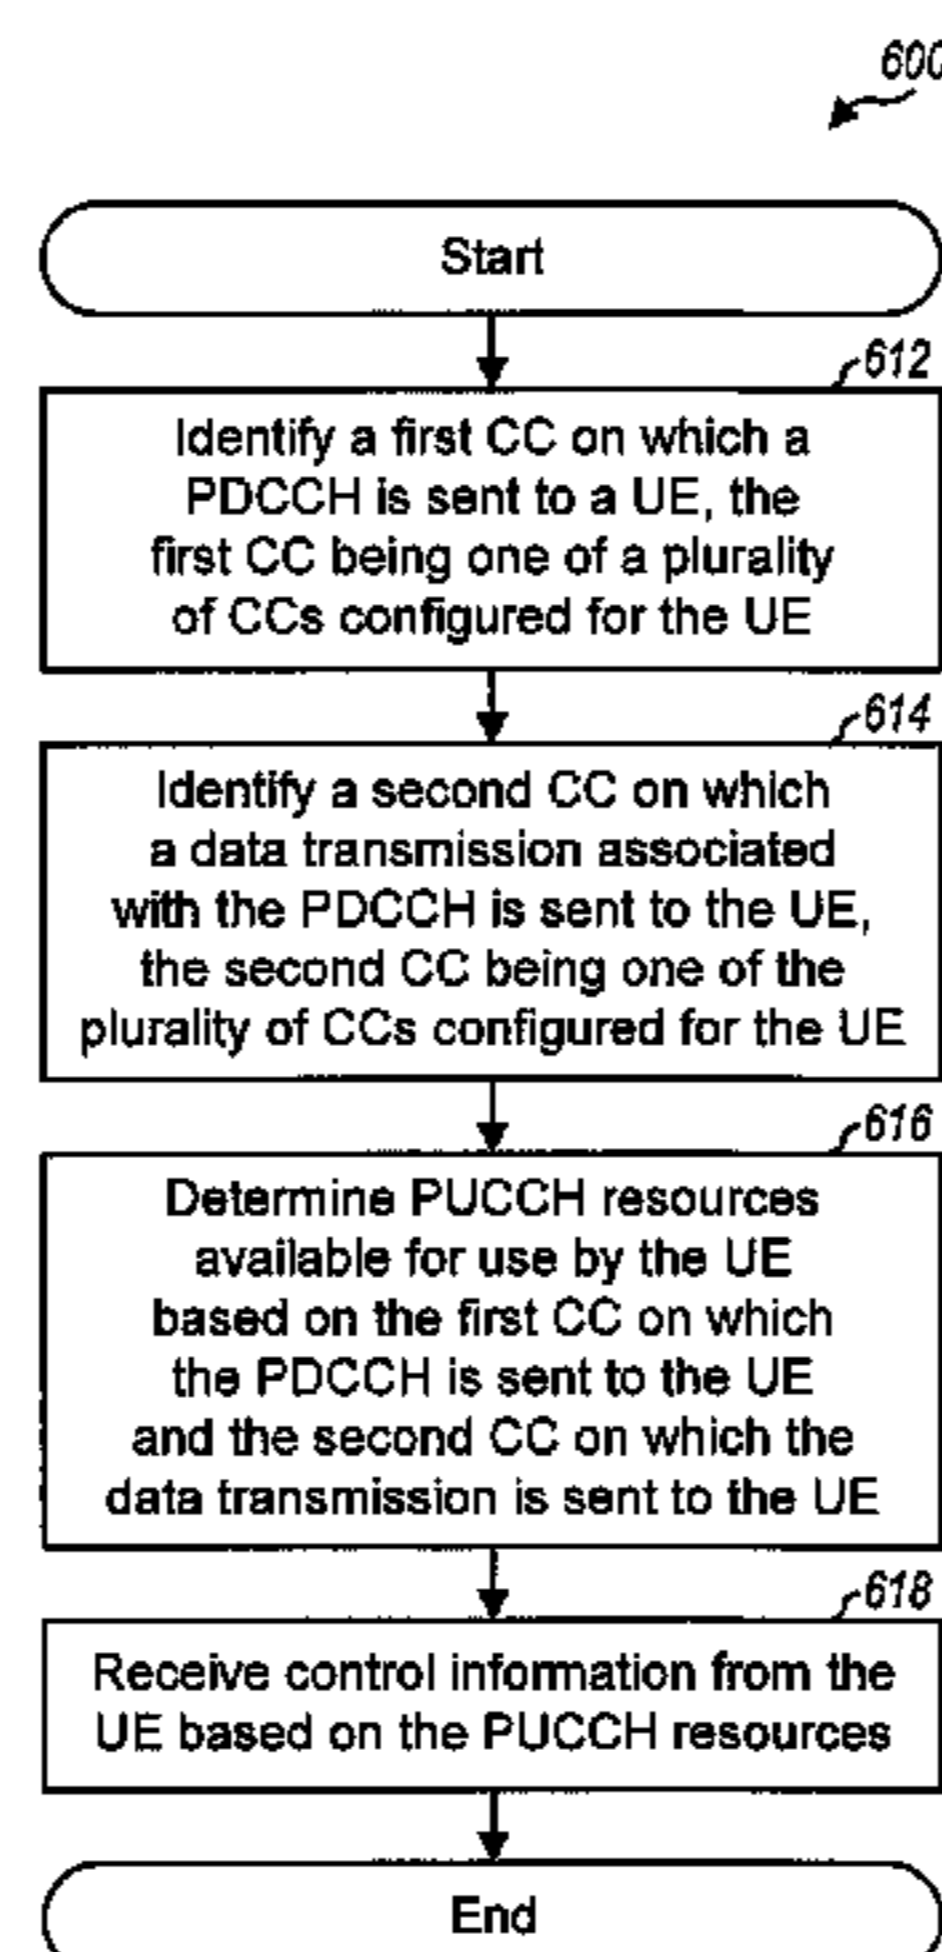 600
Start
612
Identify a first CC on which a
PDCCH is sent to a UE, the
first CC being one of a plurality
of CCs configured for the UE
614
Identify a second CC on which
a data transmission associated
with the PDCCH is sent to the UE,
the second CC being one of the
plurality of CCs configured for the UE
616
Determine PUCCH resources
available for use by the UE
based on the first CC on which
the PDCCH is sent to the UE
and the second CC on which the
data transmission is sent to the UE
618
Receive control information from the
UE based on the PUCCH resources
End